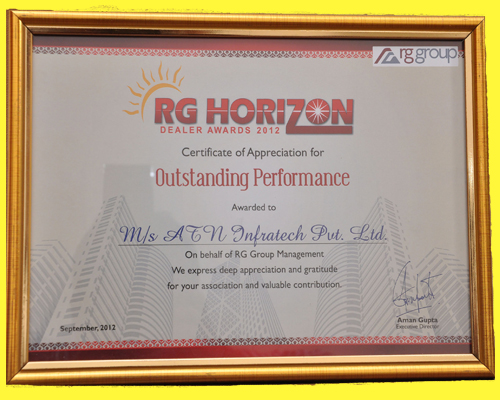 rg group
RG HORIZON
DEALER AWARDS 2012
Certificate of Appreciation for
Outstanding Performance
Awarded to
M/s ATN Infratech Pvt. Ltd.
On behalf of RG Group Management
We express deep appreciation and gratitude
for your association and valuable contribution.
September, 2012
Aman Gupta
Executive Director